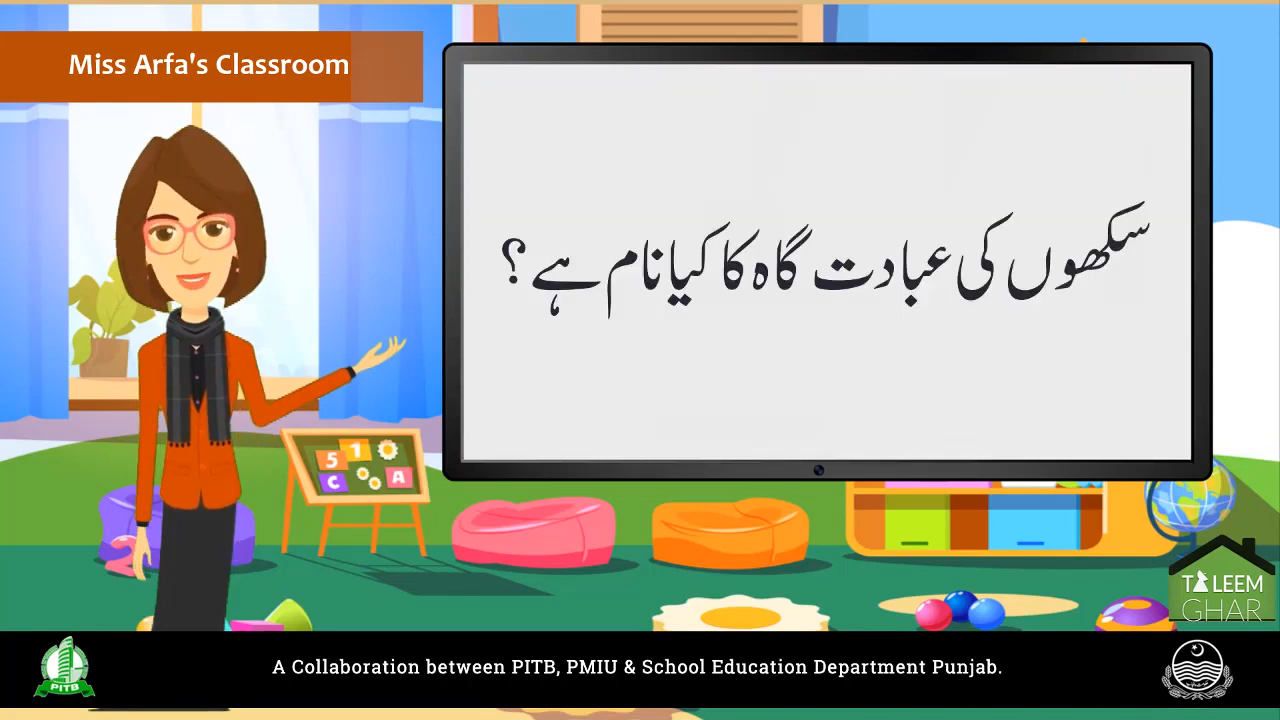 Miss Arfa's Classroom
سکھوں کی عبادت گاہ کا کیا نام ہے؟
5 1
C A
2
TALEEM
GHAR
PITB
A Collaboration between PITB, PMIU & School Education Department Punjab.